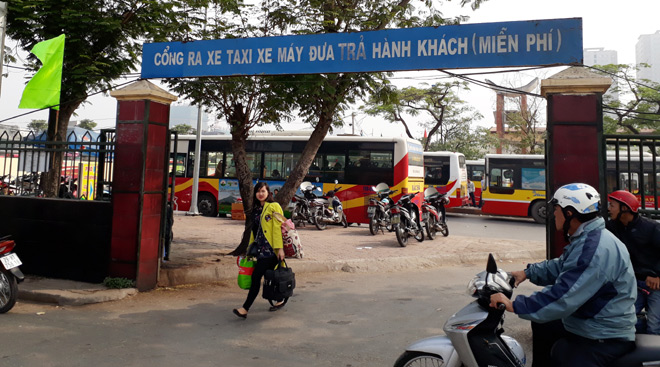 CỔNG RA XE TAXI XE MÁY ĐƯA TRẢ HÀNH KHÁCH (MIỄN PHÍ)